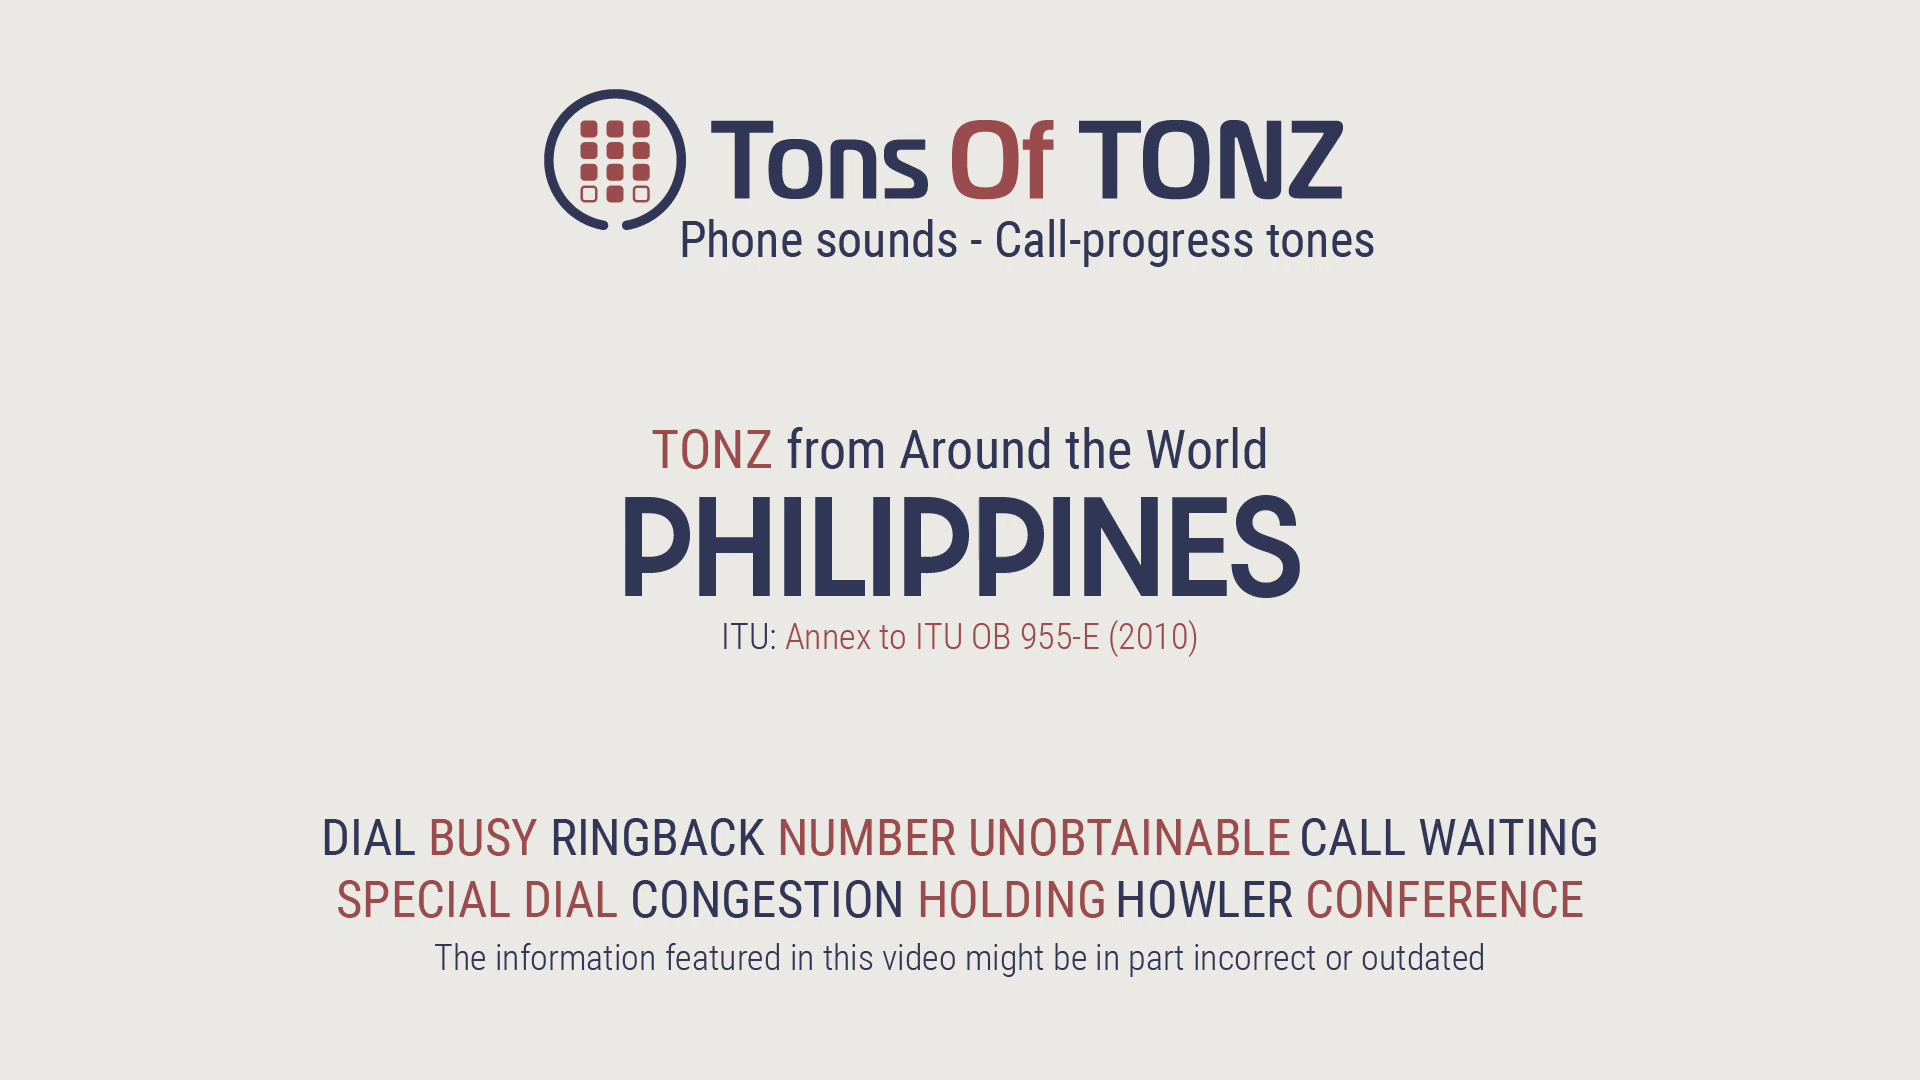 Tons Of TONZ
Phone sounds - Call-progress tones
TONZ from Around the World
PHILIPPINES
ITU: Annex to ITU OB 955-E (2010)
DIAL BUSY RINGBACK NUMBER UNOBTAINABLE CALL WAITING
SPECIAL DIAL CONGESTION HOLDING HOWLER CONFERENCE
The information featured in this video might be in part incorrect or outdated